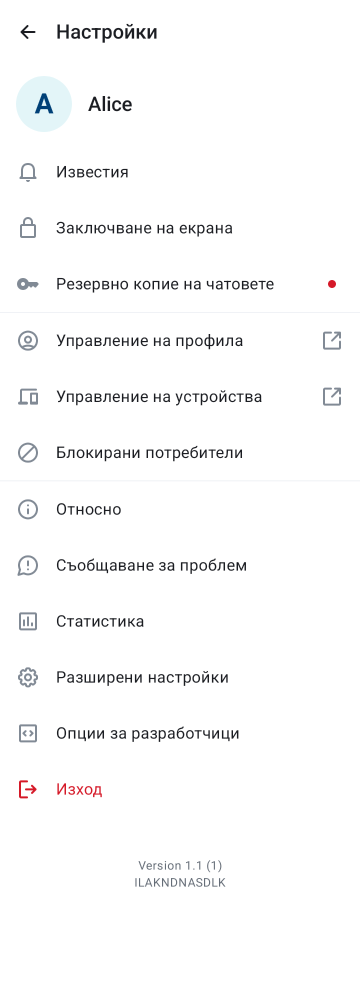 Настройки
A
Alice
Известия
Заключване на екрана
Резервно копие на чатовете
Управление на профила
Управление на устройства
Блокирани потребители
Относно
Съобщаване за проблем
Статистика
Разширени настройки
Опции за разработчици
Изход
Version 1.1 (1)
ILAKNDNASDLK